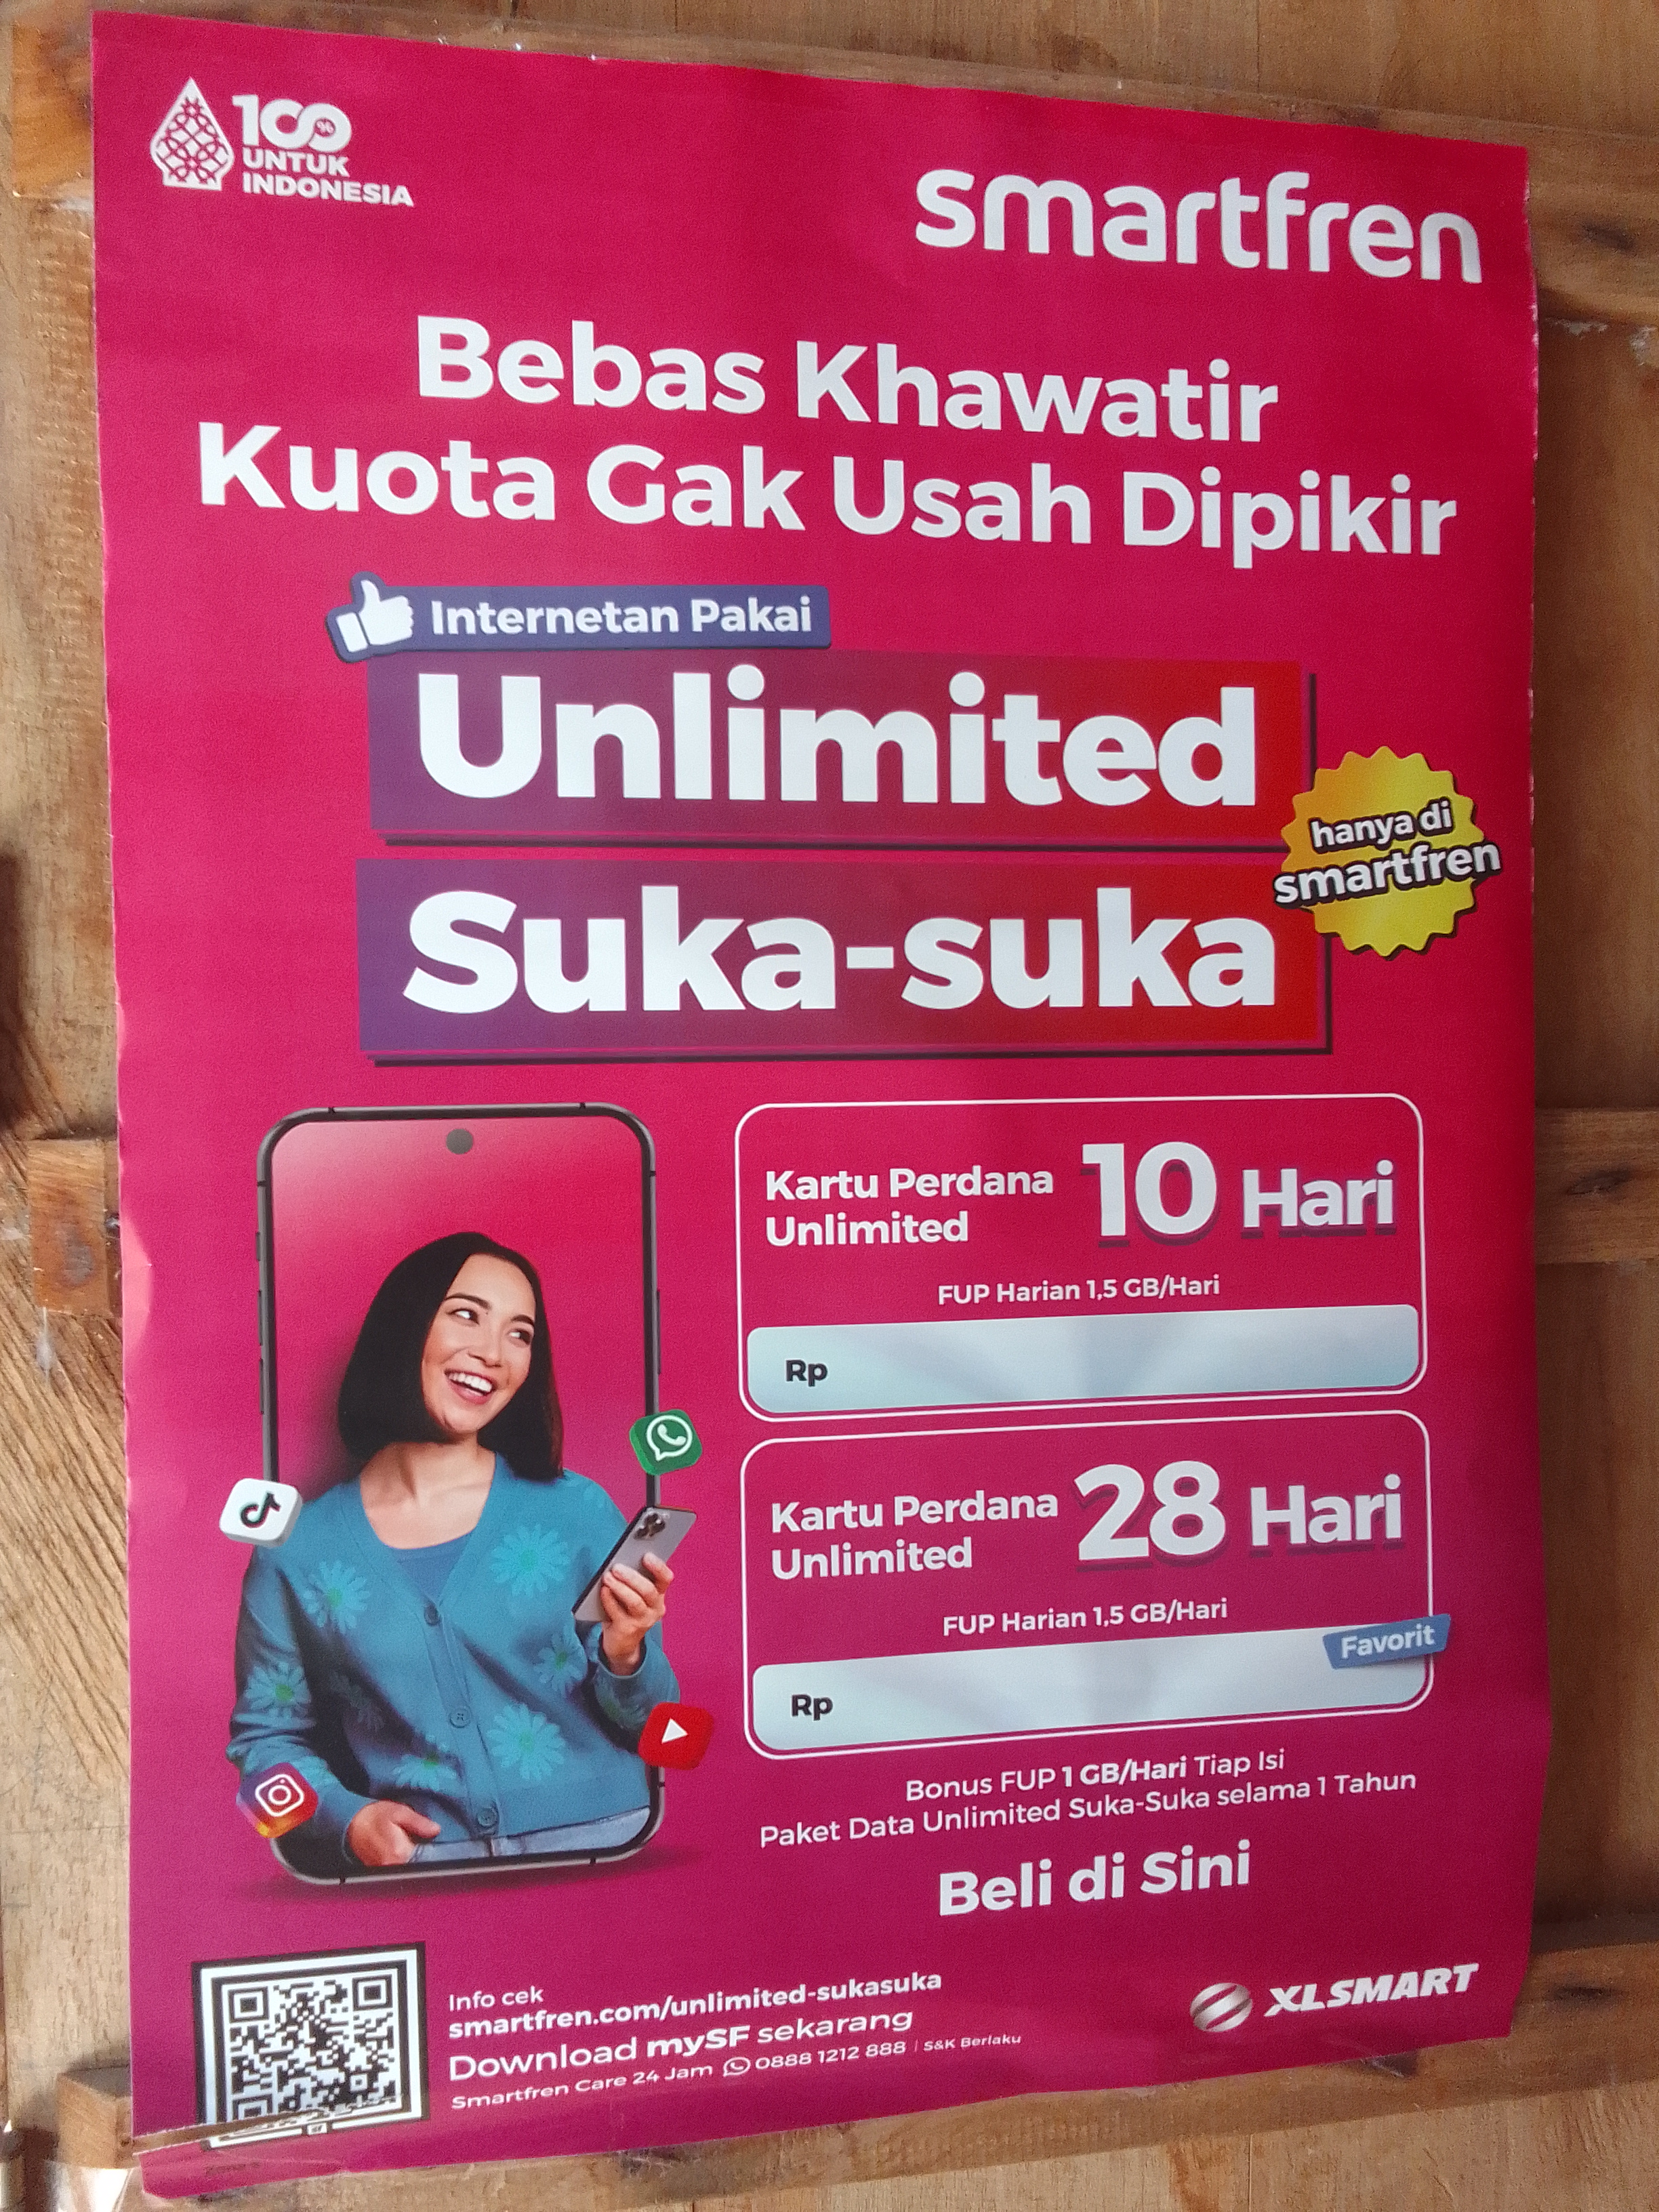 100%
UNTUK
INDONESIA
smartfren
Bebas Khawatir
Kuota Gak Usah Dipikir
Internetan Pakai
Unlimited
Suka-suka
hanya di
smartfren
Kartu Perdana
Unlimited
10 Hari
FUP Harian 1,5 GB/Hari
Rp
Kartu Perdana
Unlimited
28 Hari
FUP Harian 1,5 GB/Hari
Favorit
Rp
Bonus FUP 1 GB/Hari Tiap Isi
Paket Data Unlimited Suka-Suka selama 1 Tahun
Beli di Sini
Info cek
smartfren.com/unlimited-sukasuka
Download mySF sekarang
Smartfren Care 24 Jam 0888 1212 888 | S&K Berlaku
XLSMART